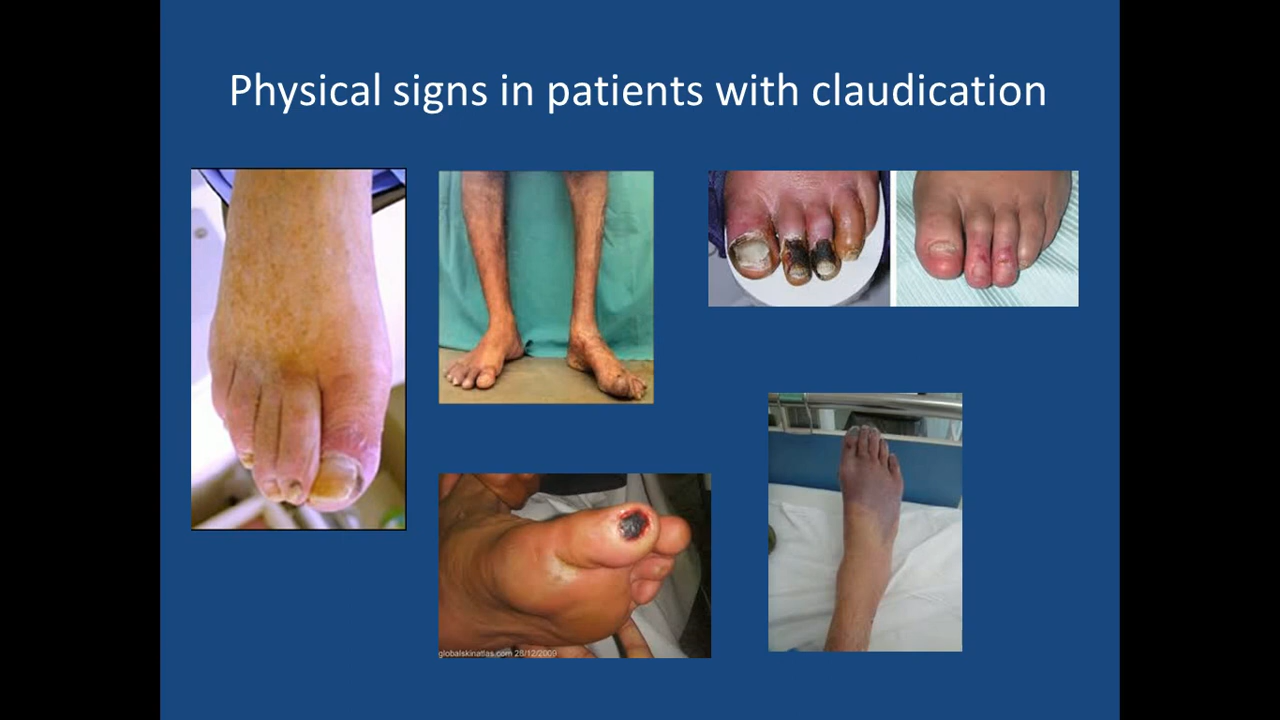 Physical signs in patients with claudication
globalskinatlas.com 28/12/2009